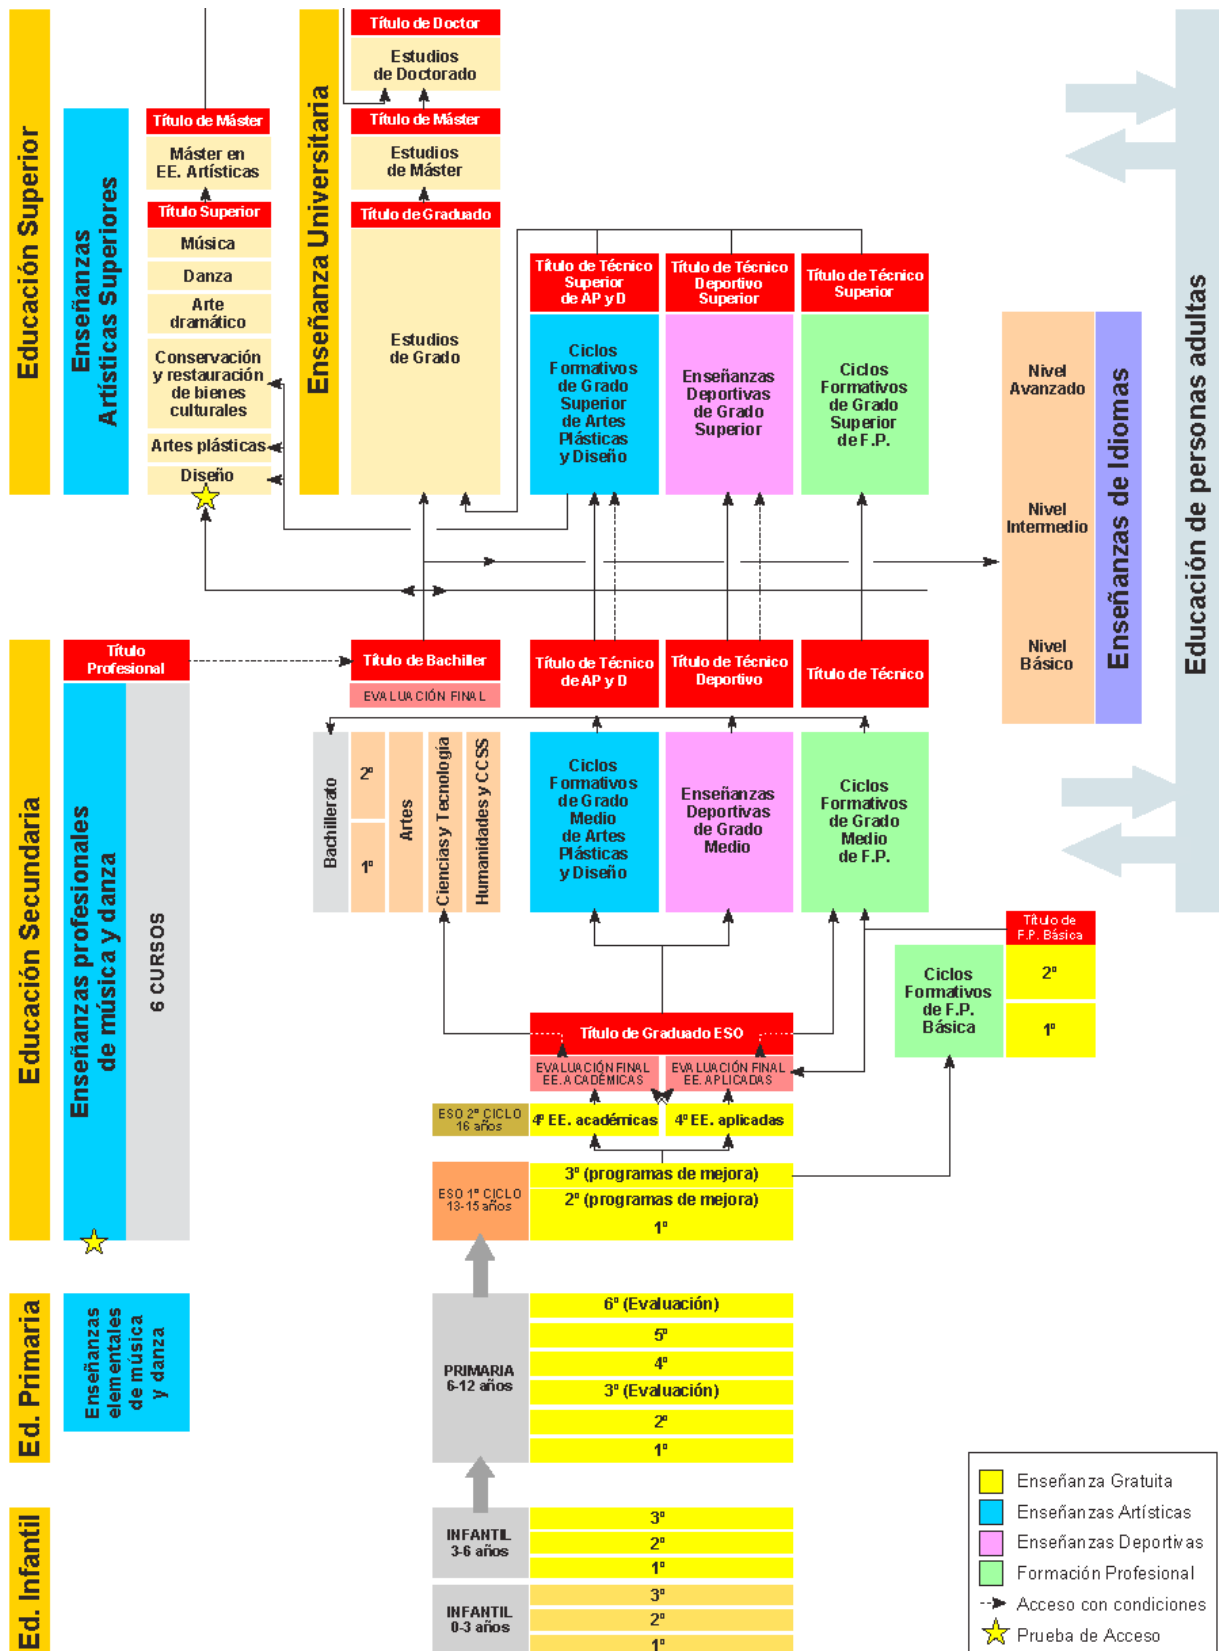 Educación Superior
Enseñanzas
Artísticas Superiores
Título de Máster
Máster en
EE. Artísticas
Título Superior
Música
Danza
Arte
dramático
Conservación
y restauración
de bienes
culturales
Artes plásticas
Diseño
Enseñanza Universitaria
Título de Doctor
Estudios
de Doctorado
Título de Máster
Estudios
de Máster
Título de Graduado
Estudios
de Grado
Título de Técnico
Superior
de AP y D
Ciclos
Formativos
de Grado
Superior
de Artes
Plásticas
y Diseño
Título de Técnico
Deportivo
Superior
Enseñanzas
Deportivas
de Grado
Superior
Título de Técnico
Superior
Ciclos
Formativos
de Grado
Superior
de F.P.
Nivel
Avanzado
Nivel
Intermedio
Nivel
Básico
Enseñanzas de Idiomas
Educación de personas adultas
Educación Secundaria
Título
Profesional
Enseñanzas profesionales
de música y danza
6 CURSOS
Título de Bachiller
EVALUACIÓN FINAL
Bachillerato
2º
1º
Artes
Ciencias y Tecnología
Humanidades y CCSS
Título de Técnico
de AP y D
Ciclos
Formativos
de Grado
Medio
de Artes
Plásticas
y Diseño
Título de Técnico
Deportivo
Enseñanzas
Deportivas
de Grado
Medio
Título de Técnico
Ciclos
Formativos
de Grado
Medio
de F.P.
Título de
F.P. Básica
Ciclos
Formativos
de F.P.
Básica
2º
1º
Título de Graduado ESO
EVALUACIÓN FINAL
EE. ACADÉMICAS
EVALUACIÓN FINAL
EE. APLICADAS
ESO 2º CICLO
16 años
4º EE. académicas
4º EE. aplicadas
ESO 1º CICLO
13-15 años
3º (programas de mejora)
2º (programas de mejora)
1º
Ed. Primaria
Enseñanzas
elementales
de música
y danza
PRIMARIA
6-12 años
6º (Evaluación)
5º
4º
3º (Evaluación)
2º
1º
Ed. Infantil
INFANTIL
3-6 años
3º
2º
1º
INFANTIL
0-3 años
3º
2º
1º
Enseñanza Gratuita
Enseñanzas Artísticas
Enseñanzas Deportivas
Formación Profesional
Acceso con condiciones
Prueba de Acceso